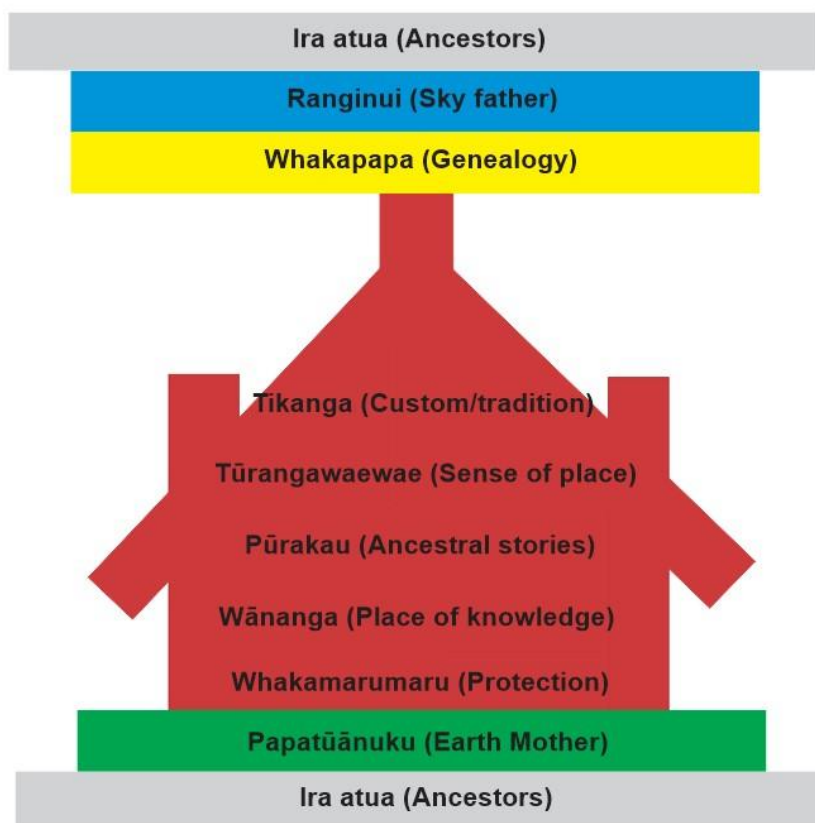 Ira atua (Ancestors)
Ranginui (Sky father)
Whakapapa (Genealogy)
Tikanga (Custom/tradition)
Tūrangawaewae (Sense of place)
Pūrakau (Ancestral stories)
Wānanga (Place of knowledge)
Whakamarumaru (Protection)
Papatūānuku (Earth Mother)
Ira atua (Ancestors)